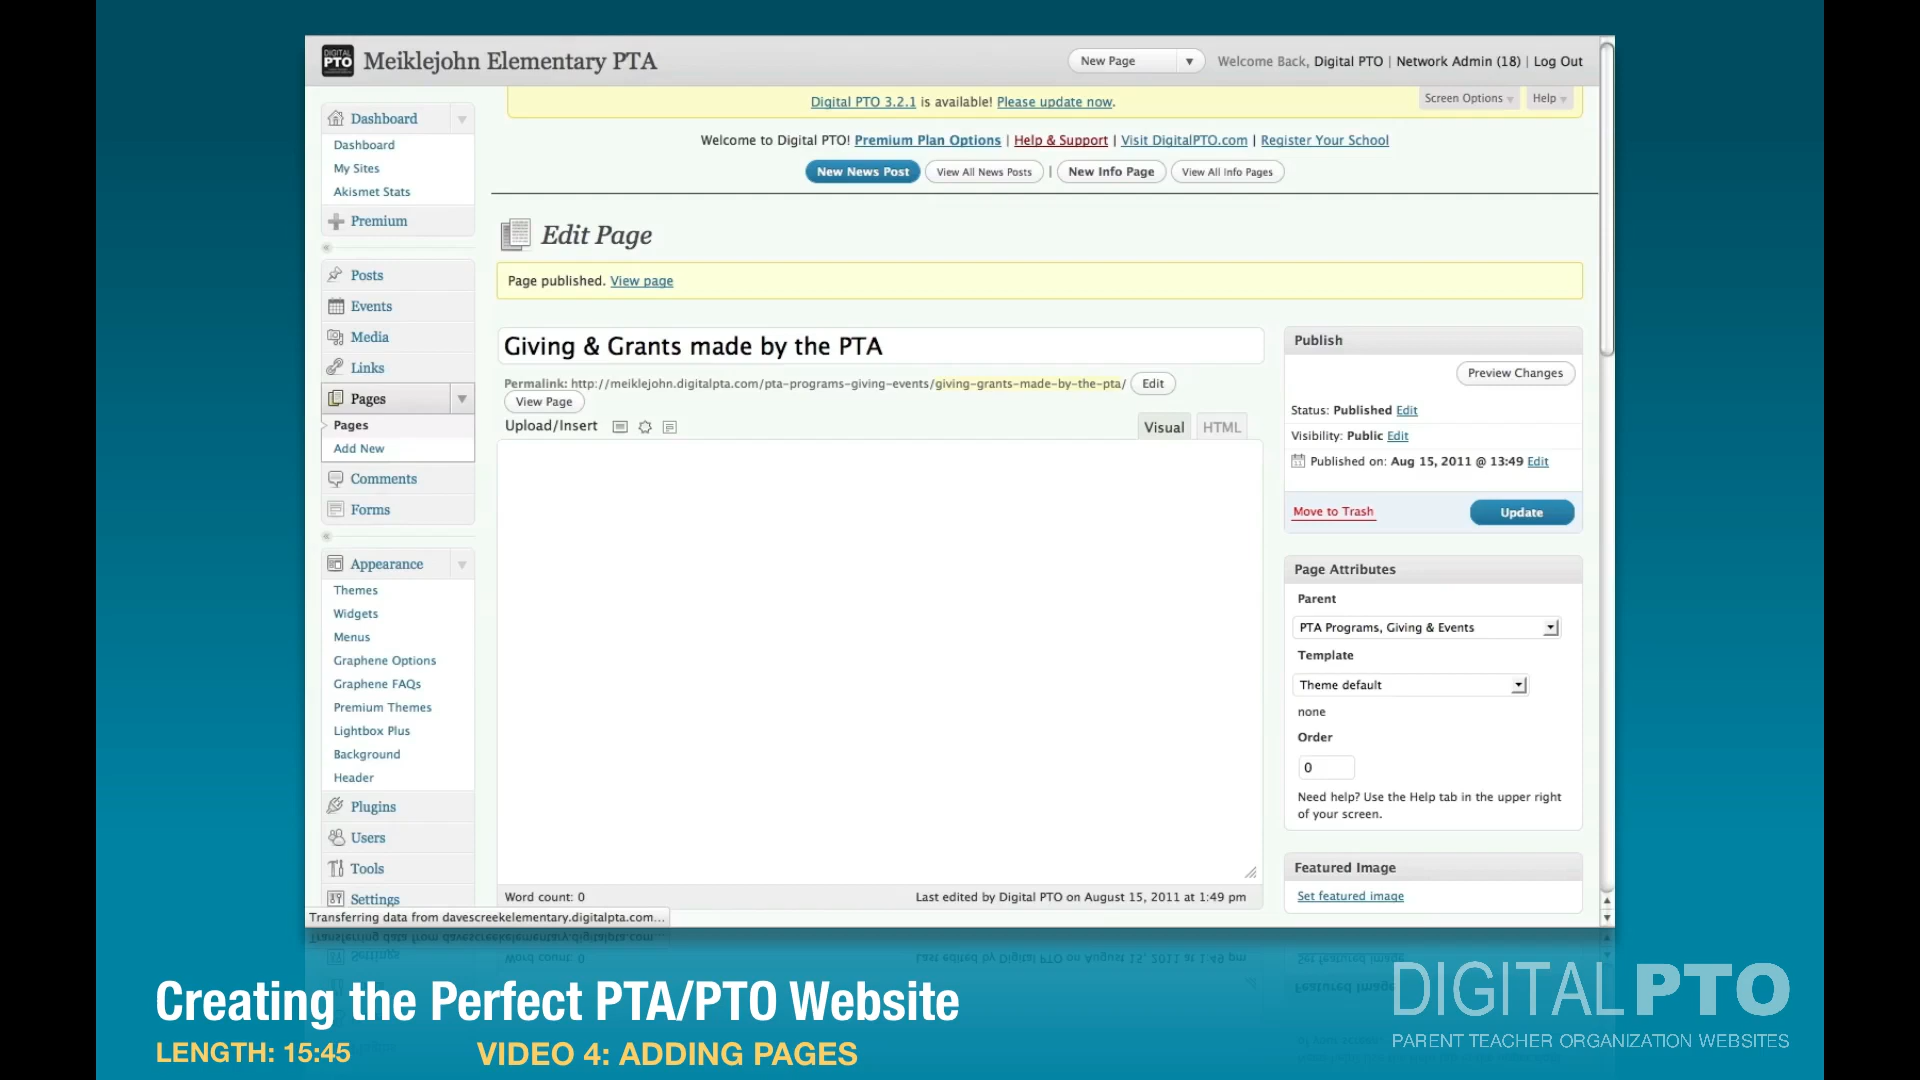 DIGITAL
PTO
Meiklejohn Elementary PTA
New Page
Welcome Back, Digital PTO | Network Admin (18) | Log Out
Digital PTO 3.2.1 is available! Please update now.
Screen Options
Help
Welcome to Digital PTO! Premium Plan Options | Help & Support | Visit DigitalPTO.com | Register Your School
New News Post
View All News Posts
|
New Info Page
View All Info Pages
Dashboard
Dashboard
My Sites
Akismet Stats
Premium
Posts
Events
Media
Links
Pages
Pages
Add New
Comments
Forms
Appearance
Themes
Widgets
Menus
Graphene Options
Graphene FAQs
Premium Themes
Lightbox Plus
Background
Header
Plugins
Users
Tools
Settings
Transferring data from davescreekelementary.digitalpta.com...
Edit Page
Page published. View page
Giving & Grants made by the PTA
Permalink: http://meiklejohn.digitalpta.com/pta-programs-giving-events/giving-grants-made-by-the-pta/
Edit
View Page
Upload/Insert
Visual
HTML
Word count: 0
Last edited by Digital PTO on August 15, 2011 at 1:49 pm
Publish
Preview Changes
Status: Published Edit
Visibility: Public Edit
Published on: Aug 15, 2011 @ 13:49 Edit
Move to Trash
Update
Page Attributes
Parent
PTA Programs, Giving & Events
Template
Theme default
none
Order
0
Need help? Use the Help tab in the upper right
of your screen.
Featured Image
Set featured image
Creating the Perfect PTA/PTO Website
LENGTH: 15:45
VIDEO 4: ADDING PAGES
DIGITALPTO
PARENT TEACHER ORGANIZATION WEBSITES